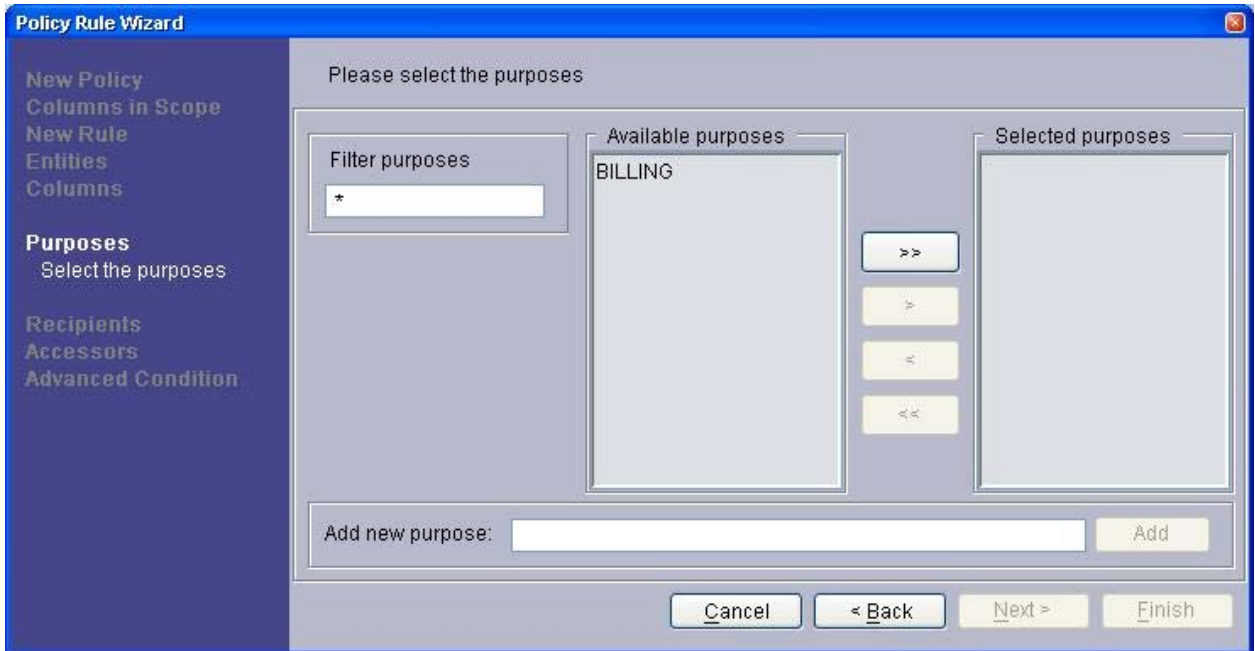 Policy Rule Wizard
New Policy
Columns in Scope
New Rule
Entities
Columns
Purposes
Select the purposes
Recipients
Accessors
Advanced Condition
Please select the purposes
Filter purposes
*
Available purposes
BILLING
>>
>
<
<<
Selected purposes
Add new purpose:
Add
Cancel
< Back
Next >
Finish